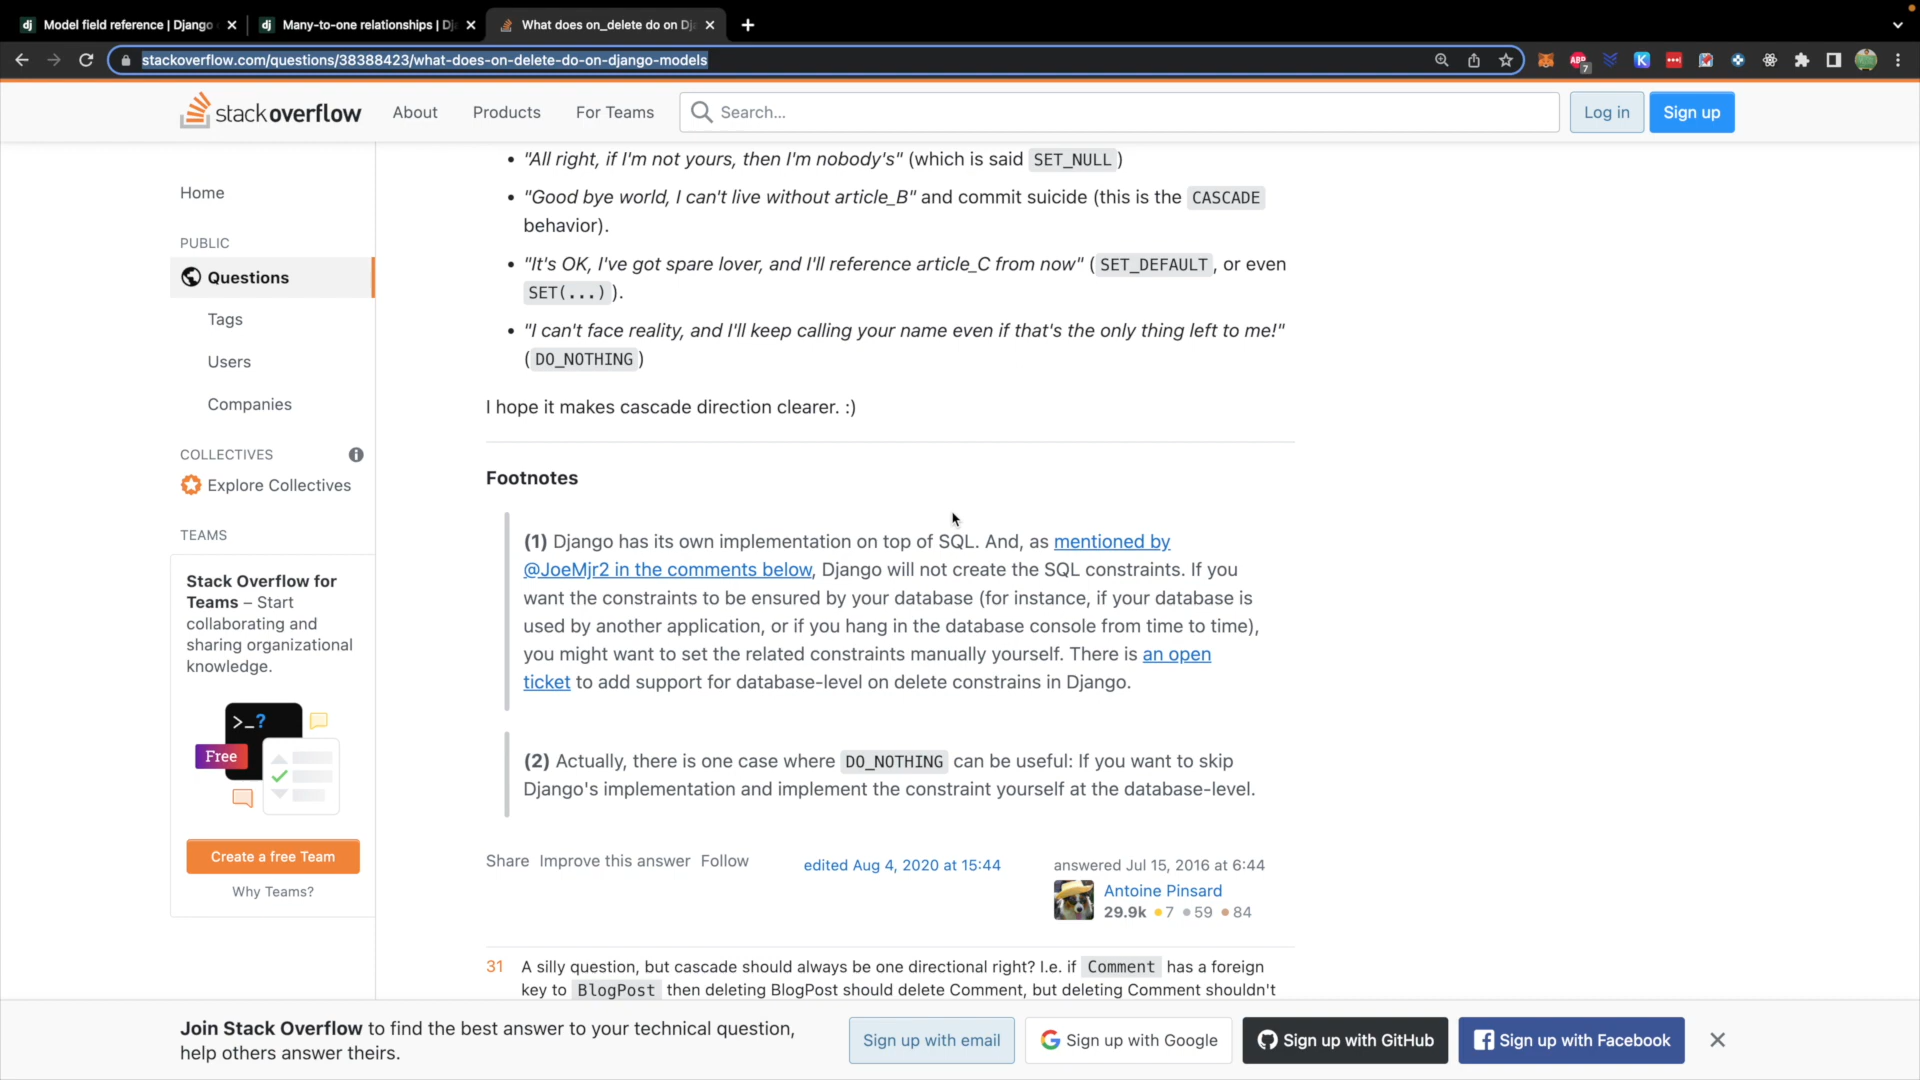 Model field reference | Django
Many-to-one relationships | Dj
What does on_delete do on Dj
stackoverflow.com/questions/38388423/what-does-on-delete-do-on-django-models
ABP
7
K
stackoverflow
About
Products
For Teams
Search...
Log in
Sign up
Home
PUBLIC
Questions
Tags
Users
Companies
COLLECTIVES
Explore Collectives
TEAMS
Stack Overflow for
Teams – Start
collaborating and
sharing organizational
knowledge.
>_?
Free
Create a free Team
Why Teams?
• "All right, if I'm not yours, then I'm nobody's" (which is said SET_NULL )
• "Good bye world, I can't live without article_B" and commit suicide (this is the CASCADE
behavior).
• "It's OK, I've got spare lover, and I'll reference article_C from now" ( SET_DEFAULT , or even
SET(...) ).
• "I can't face reality, and I'll keep calling your name even if that's the only thing left to me!"
( DO_NOTHING )
I hope it makes cascade direction clearer. :)
Footnotes
(1) Django has its own implementation on top of SQL. And, as mentioned by
@JoeMjr2 in the comments below, Django will not create the SQL constraints. If you
want the constraints to be ensured by your database (for instance, if your database is
used by another application, or if you hang in the database console from time to time),
you might want to set the related constraints manually yourself. There is an open
ticket to add support for database-level on delete constrains in Django.
(2) Actually, there is one case where DO_NOTHING can be useful: If you want to skip
Django's implementation and implement the constraint yourself at the database-level.
Share Improve this answer Follow
edited Aug 4, 2020 at 15:44
answered Jul 15, 2016 at 6:44
Antoine Pinsard
29.9k 7 59 84
31 A silly question, but cascade should always be one directional right? I.e. if Comment has a foreign
key to BlogPost then deleting BlogPost should delete Comment, but deleting Comment shouldn't
Join Stack Overflow to find the best answer to your technical question,
help others answer theirs.
Sign up with email
Sign up with Google
Sign up with GitHub
Sign up with Facebook